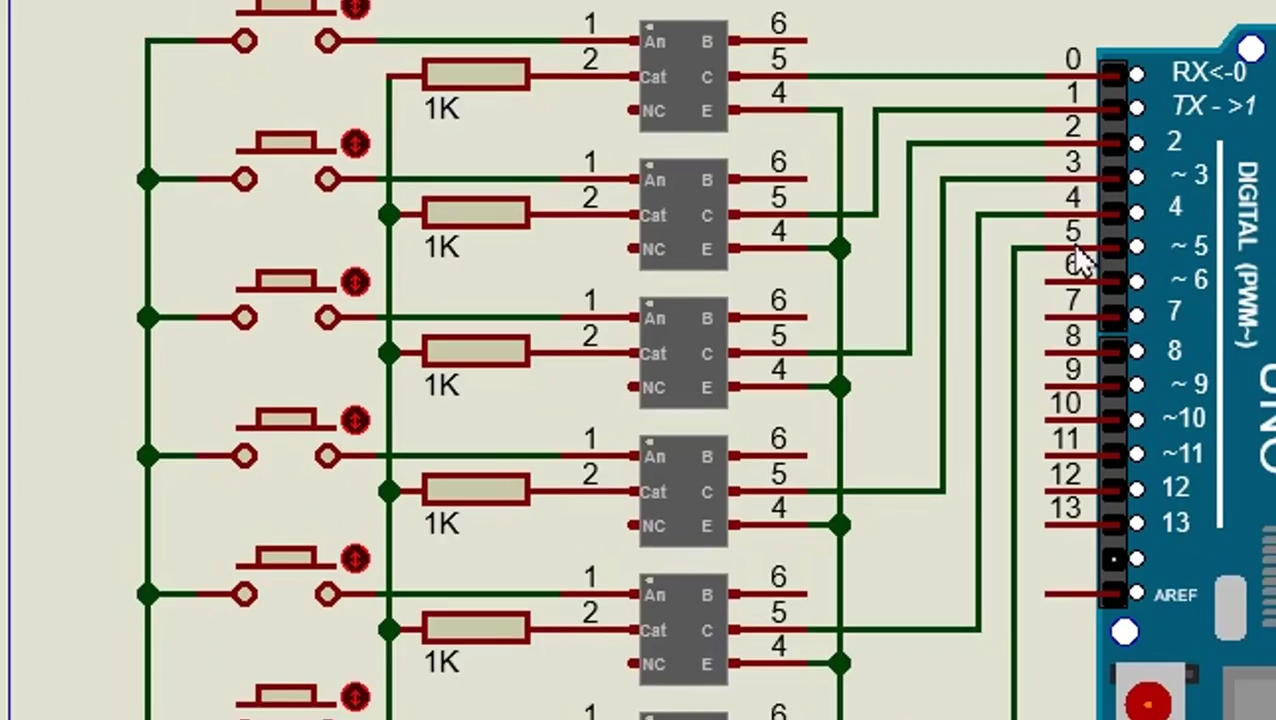 1 An B 6
2 Cat C 5
1K NC E 4
1 An B 6
2 Cat C 5
1K NC E 4
1 An B 6
2 Cat C 5
1K NC E 4
1 An B 6
2 Cat C 5
1K NC E 4
1 An B 6
2 Cat C 5
1K NC E 4
1 6
0 RX<-0
1 TX ->1
2 2
3 ~ 3
4 4
5 ~ 5
6 ~ 6
7 7
8 8
9 ~ 9
10 ~10
11 ~11
12 12
13 13
AREF
DIGITAL (PWM~)
UNO